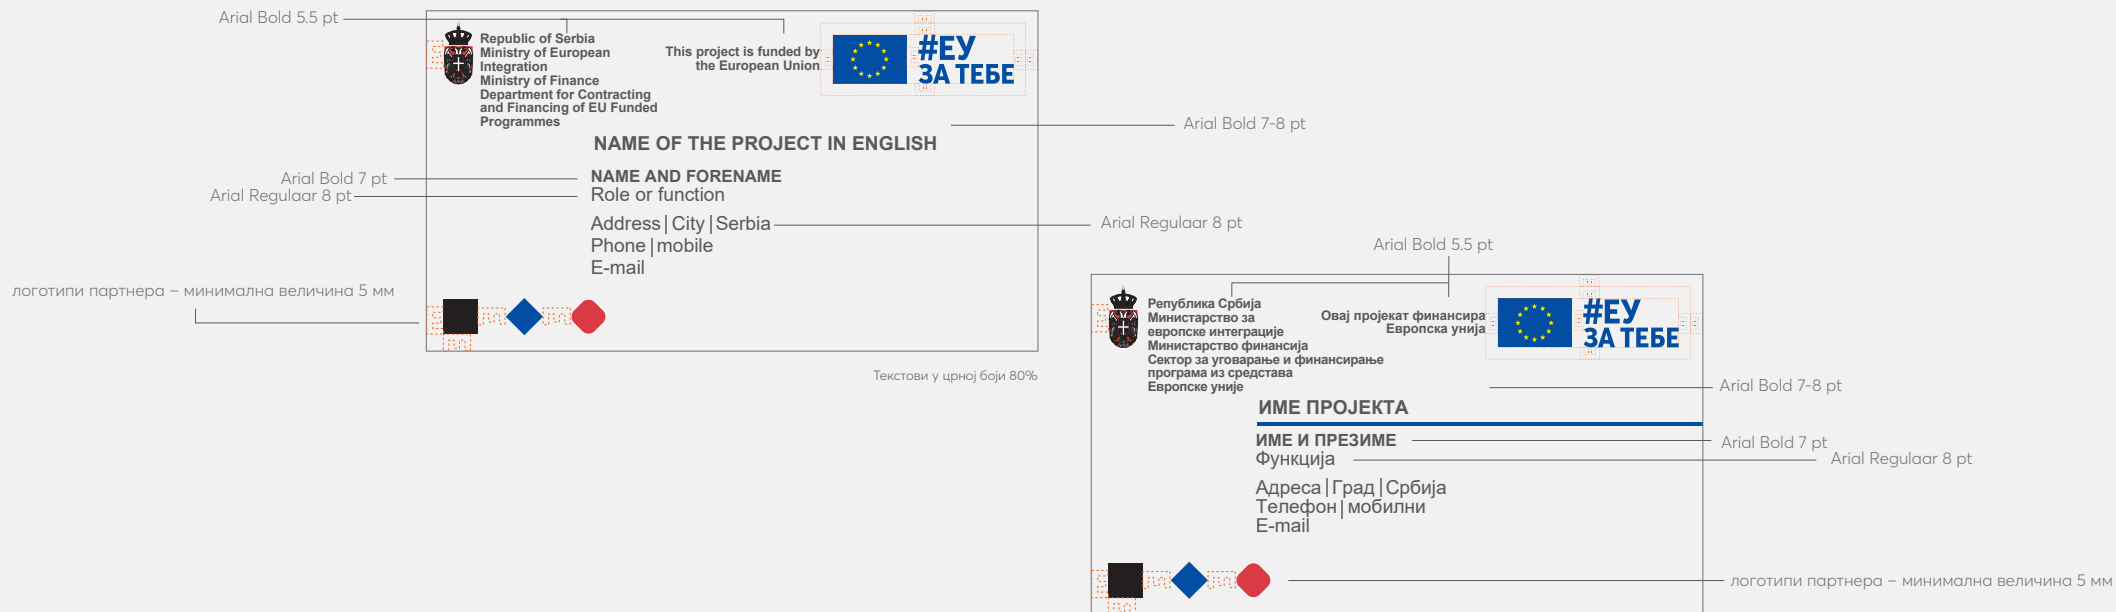 Arial Bold 5.5 pt
Republic of Serbia
Ministry of European
Integration
Ministry of Finance
Department for Contracting
and Financing of EU Funded
Programmes
This project is funded by
the European Union
#ЕУ
ЗА ТЕБЕ
Arial Bold 7-8 pt
NAME OF THE PROJECT IN ENGLISH
Arial Bold 7 pt
NAME AND FORENAME
Arial Regulaar 8 pt
Role or function
Address|City|Serbia
Arial Regulaar 8 pt
Phone|mobile
E-mail
логотипи партнера – минимална величина 5 мм
Текстови у црној боји 80%
Arial Bold 5.5 pt
Република Србија
Министарство за
европске интеграције
Министарство финансија
Сектор за уговарање и финансирање
програма из средстава
Европске уније
Овај пројекат финансира
Европска унија
#ЕУ
ЗА ТЕБЕ
Arial Bold 7-8 pt
ИМЕ ПРОЈЕКТА
ИМЕ И ПРЕЗИМЕ
Arial Bold 7 pt
Функција
Arial Regulaar 8 pt
Адреса|Град|Србија
Телефон|мобилни
E-mail
логотипи партнера – минимална величина 5 мм